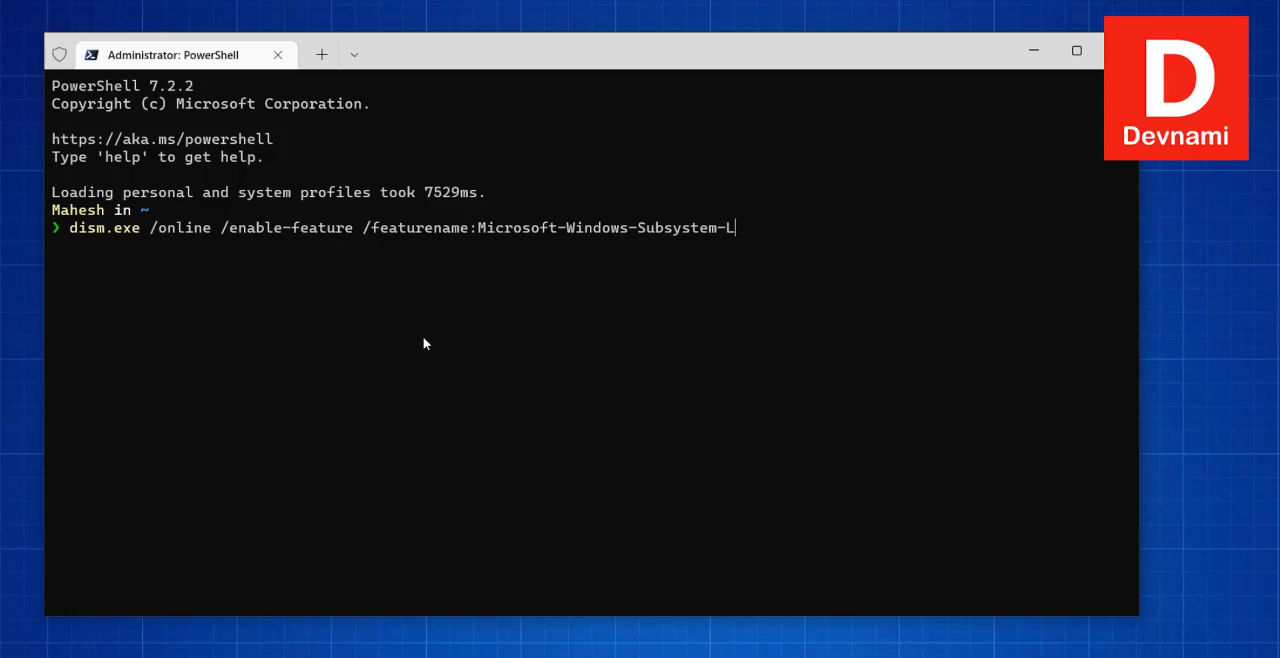 Administrator: PowerShell
PowerShell 7.2.2
Copyright (c) Microsoft Corporation.
https://aka.ms/powershell
Type 'help' to get help.
Loading personal and system profiles took 7529ms.
Mahesh in ~
❯ dism.exe /online /enable-feature /featurename:Microsoft-Windows-Subsystem-L
D
Devnami